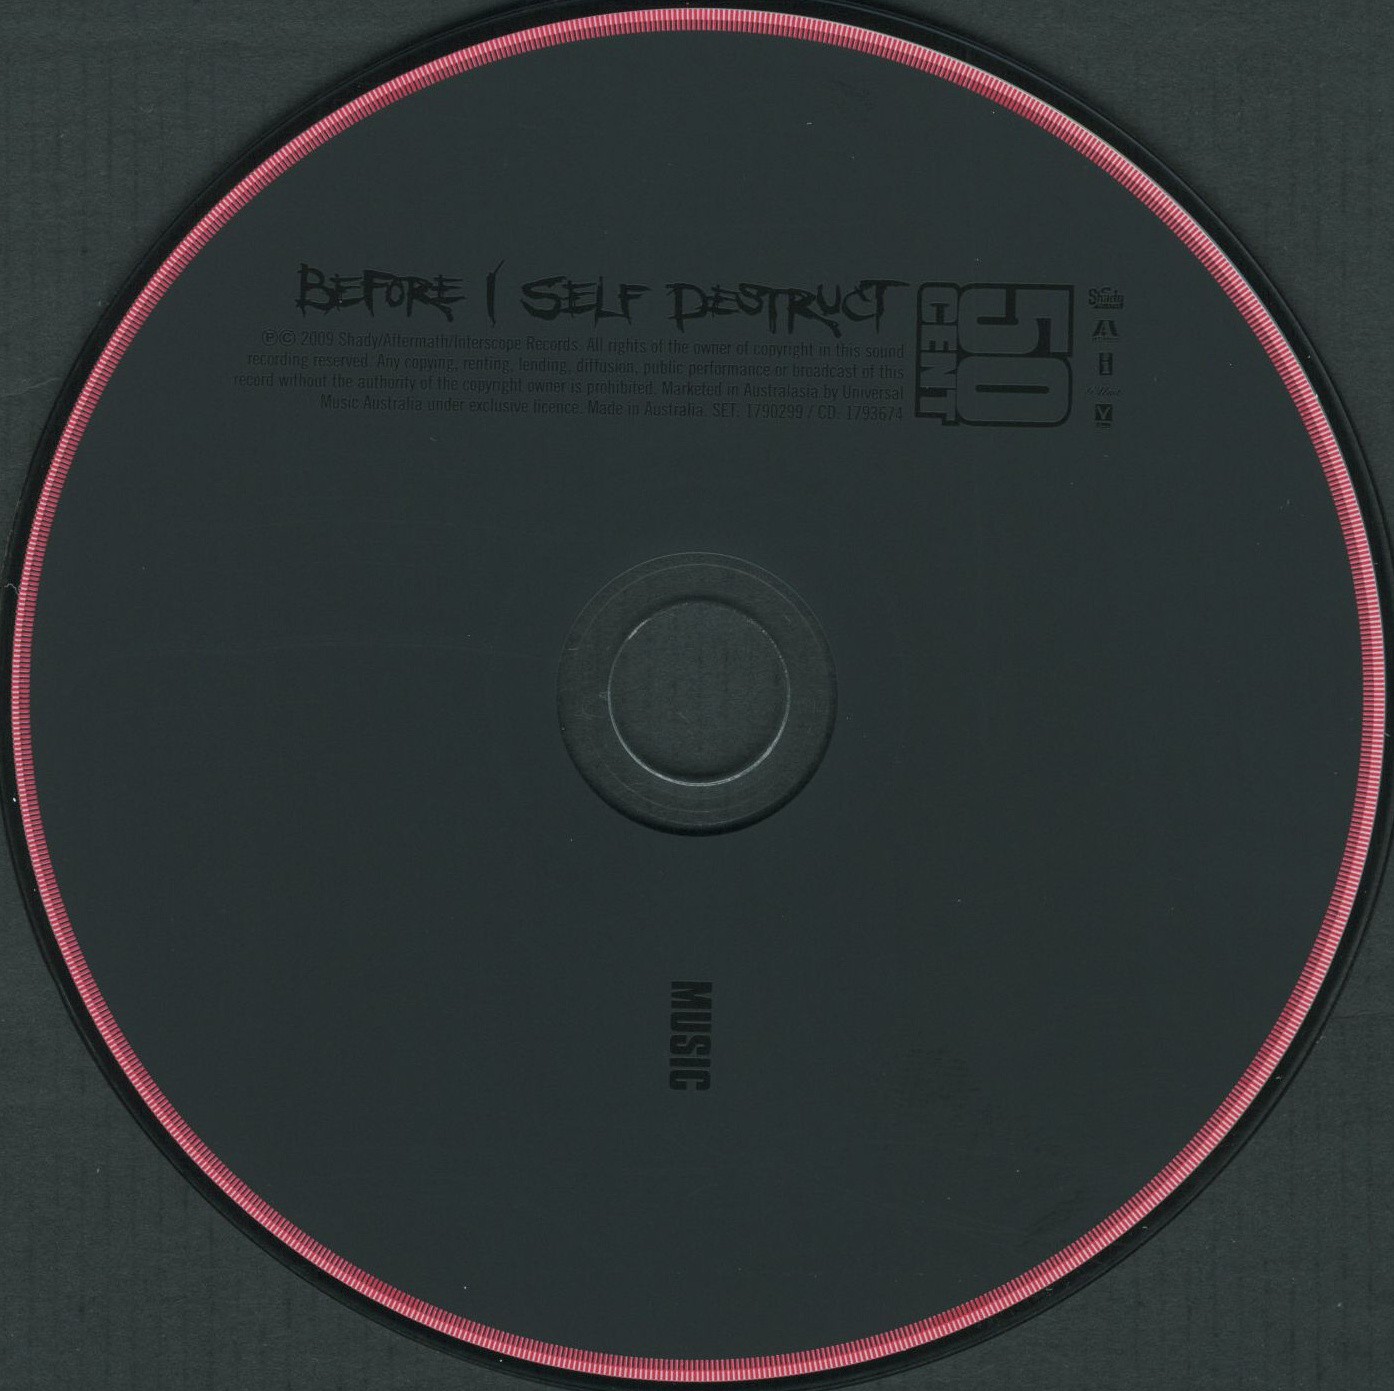 BEFORE I SELF DESTRUCT
℗© 2009 Shady/Aftermath/Interscope Records. All rights of the owner of copyright in this sound
recording reserved. Any copying, renting, lending, diffusion, public performance or broadcast of this
record without the authority of the copyright owner is prohibited. Marketed in Australasia by Universal
Music Australia under exclusive licence. Made in Australia. SET: 1790299 / CD: 1793674
50
CENT
Shady
MUSIC